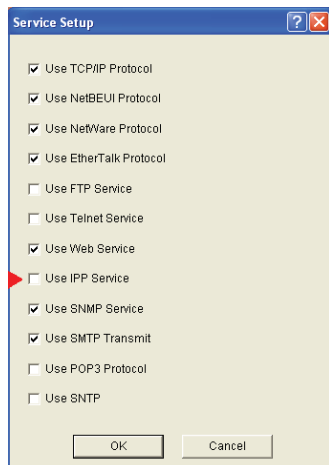 Service Setup
Use TCP/IP Protocol
Use NetBEUI Protocol
Use NetWare Protocol
Use EtherTalk Protocol
Use FTP Service
Use Telnet Service
Use Web Service
Use IPP Service
Use SNMP Service
Use SMTP Transmit
Use POP3 Protocol
Use SNTP
OK Cancel